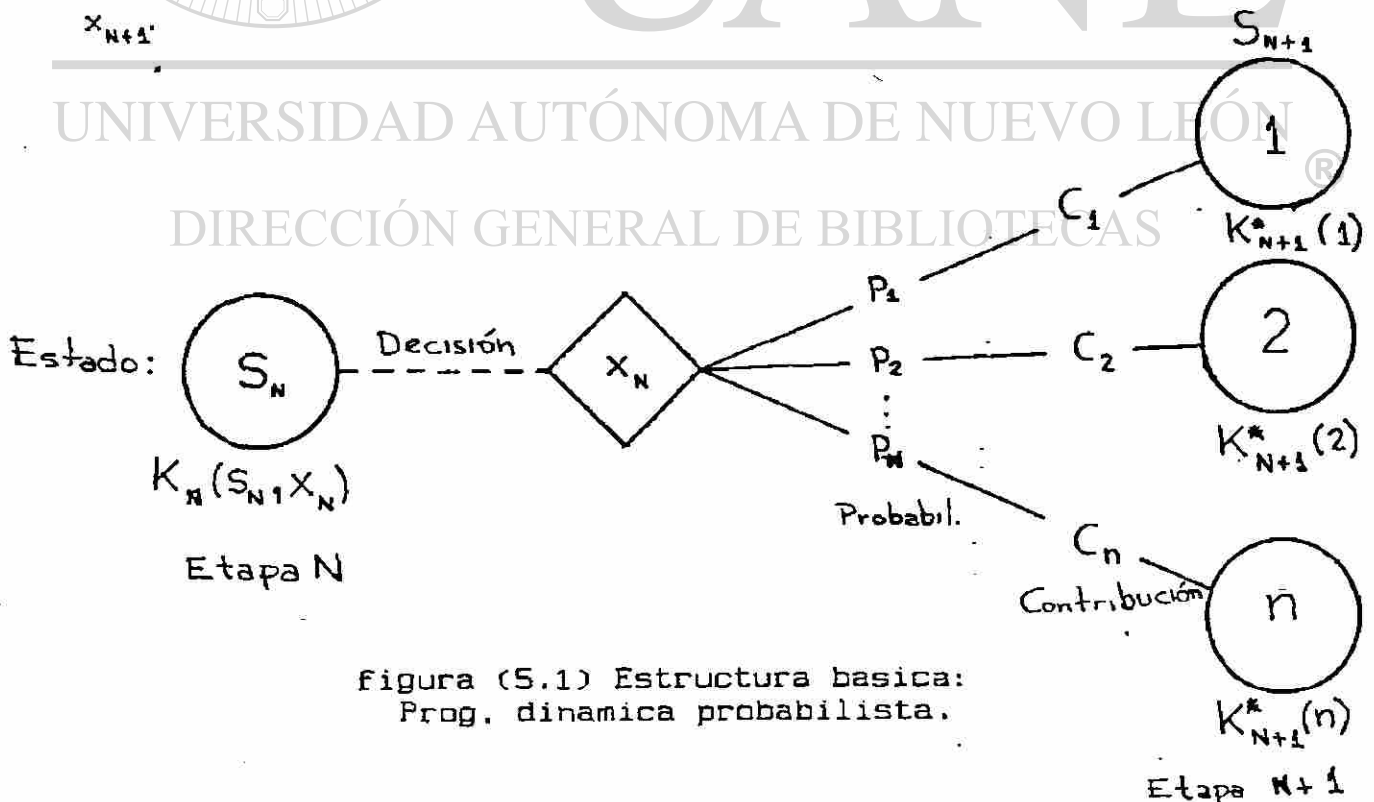 x_{N+1}.
S_{N+1}
UNIVERSIDAD AUTÓNOMA DE NUEVO LEÓN
®
1
DIRECCIÓN GENERAL DE BIBLIOTECAS
C_1
K*_{N+1} (1)
P_1
Estado:
S_N
Decisión
X_N
P_2
C_2
2
K_N(S_N, X_N)
P_N
K*_{N+1} (2)
Probabil.
Etapa N
C_n
Contribución
n
figura (5.1) Estructura basica:
Prog. dinamica probabilista.
K*_{N+1} (n)
Etapa N+1